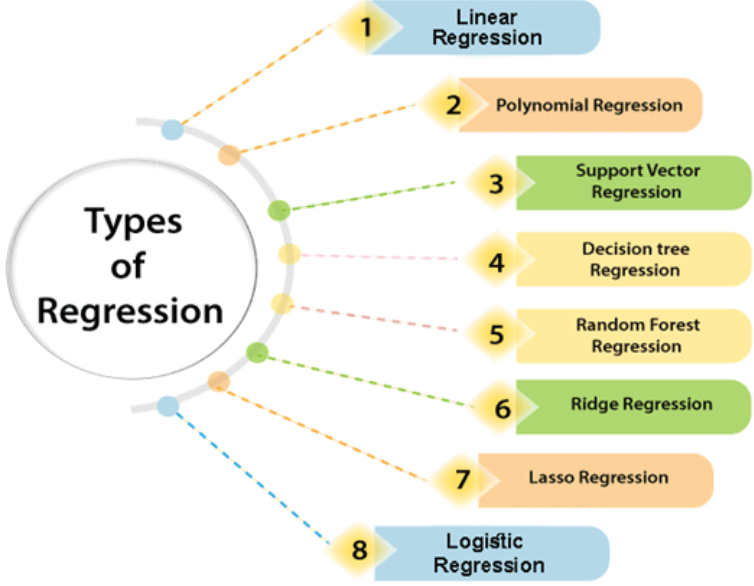 Types
of
Regression
1
Linear
Regression
2
Polynomial Regression
3
Support Vector
Regression
4
Decision tree
Regression
5
Random Forest
Regression
6
Ridge Regression
7
Lasso Regression
8
Logistic
Regression